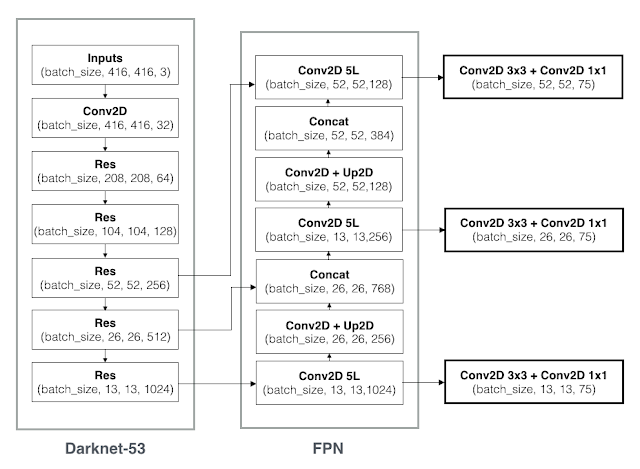 Inputs
(batch_size, 416, 416, 3)
Conv2D
(batch_size, 416, 416, 32)
Res
(batch_size, 208, 208, 64)
Res
(batch_size, 104, 104, 128)
Res
(batch_size, 52, 52, 256)
Res
(batch_size, 26, 26, 512)
Res
(batch_size, 13, 13, 1024)
Darknet-53
Conv2D 5L
(batch_size, 52, 52,128)
Concat
(batch_size, 52, 52, 384)
Conv2D + Up2D
(batch_size, 52, 52,128)
Conv2D 5L
(batch_size, 13, 13,256)
Concat
(batch_size, 26, 26, 768)
Conv2D + Up2D
(batch_size, 26, 26, 256)
Conv2D 5L
(batch_size, 13, 13,1024)
FPN
Conv2D 3x3 + Conv2D 1x1
(batch_size, 52, 52, 75)
Conv2D 3x3 + Conv2D 1x1
(batch_size, 26, 26, 75)
Conv2D 3x3 + Conv2D 1x1
(batch_size, 13, 13, 75)